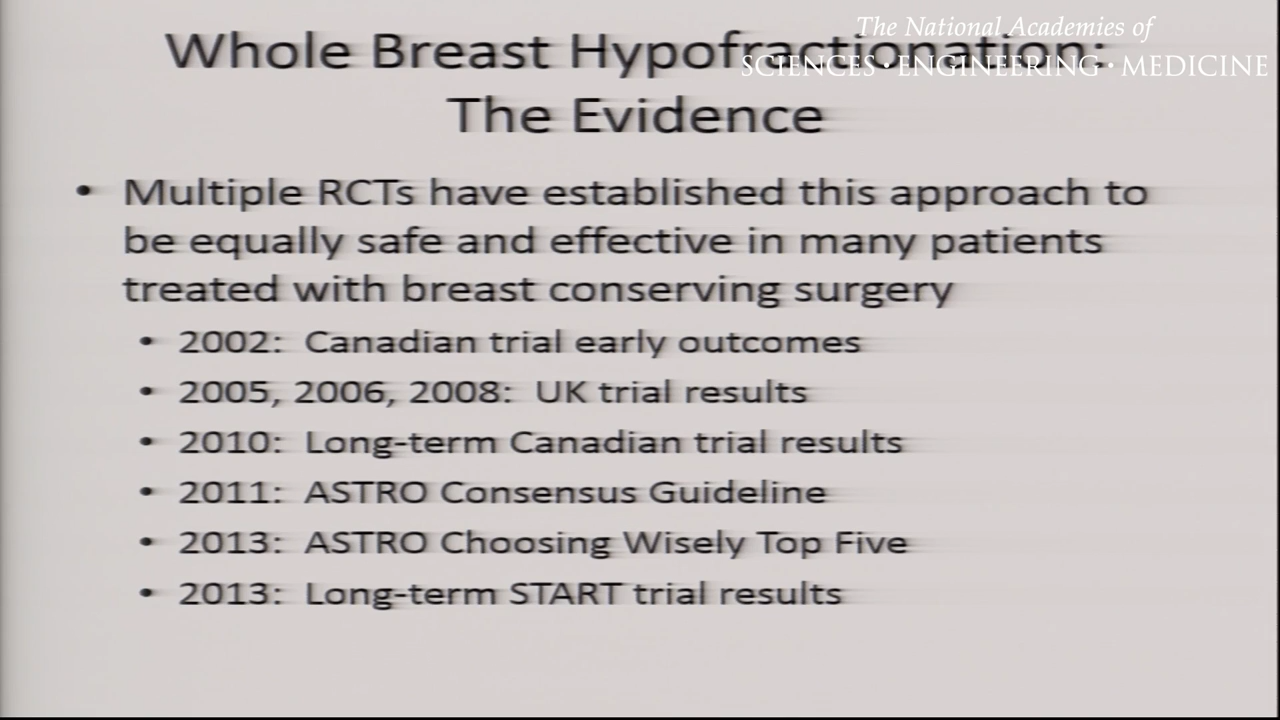 The National Academies of
SCIENCES · ENGINEERING · MEDICINE
Whole Breast Hypofractionation:
The Evidence
• Multiple RCTs have established this approach to
be equally safe and effective in many patients
treated with breast conserving surgery
• 2002: Canadian trial early outcomes
• 2005, 2006, 2008: UK trial results
• 2010: Long-term Canadian trial results
• 2011: ASTRO Consensus Guideline
• 2013: ASTRO Choosing Wisely Top Five
• 2013: Long-term START trial results